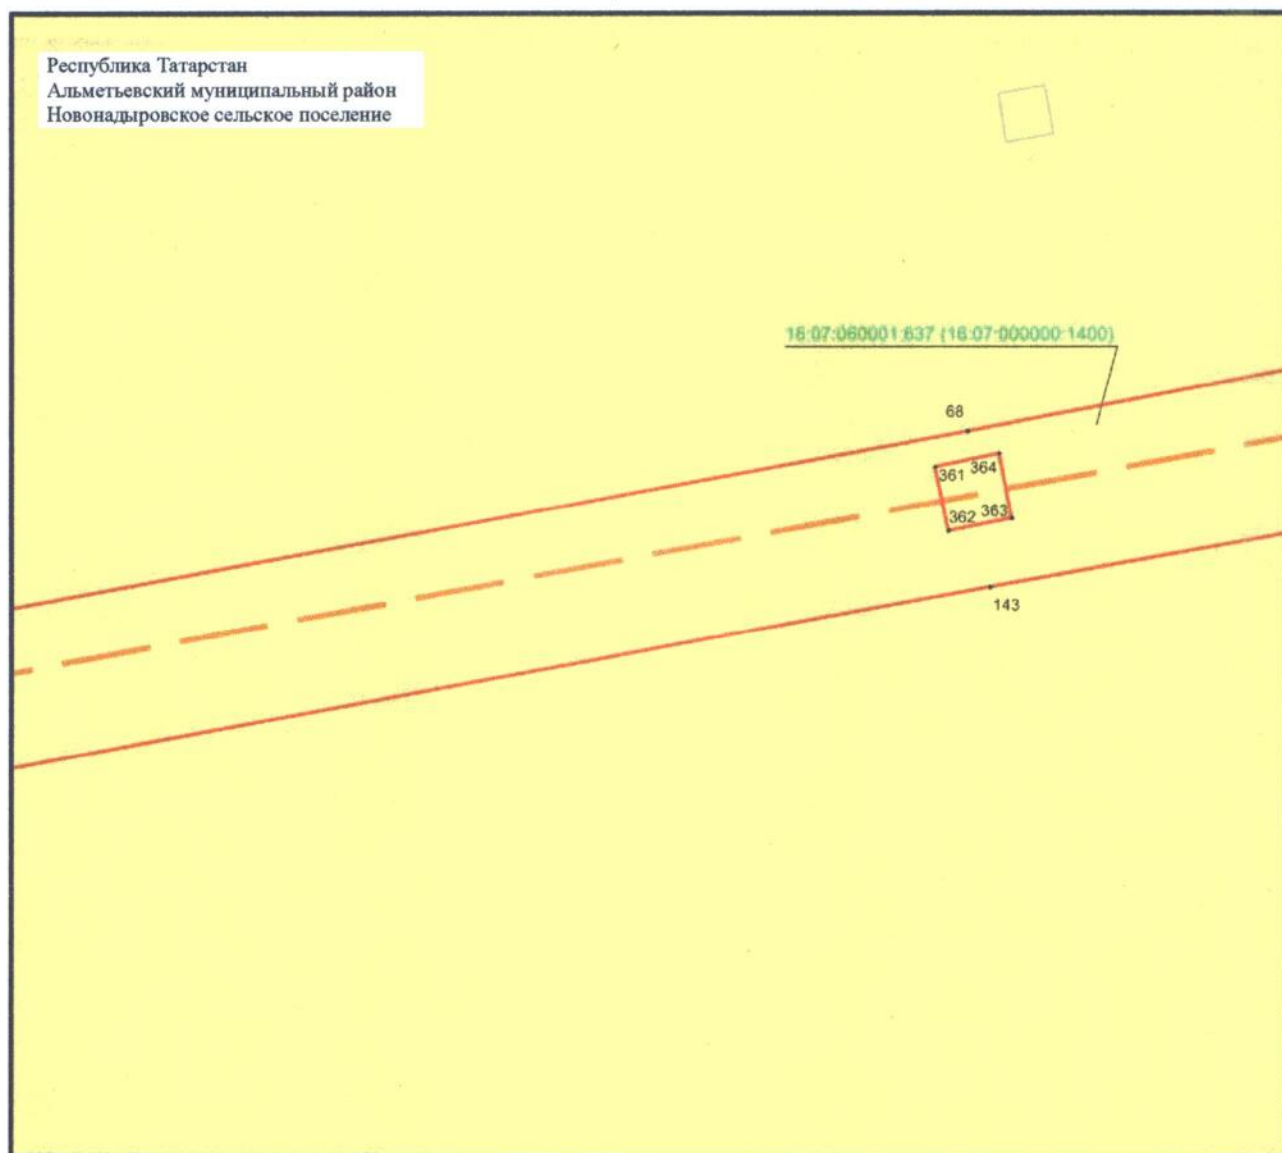 Республика Татарстан
Альметьевский муниципальный район
Новонадыровское сельское поселение
16:07:060001:637 (16:07:000000:1400)
68
361 364
362 363
143